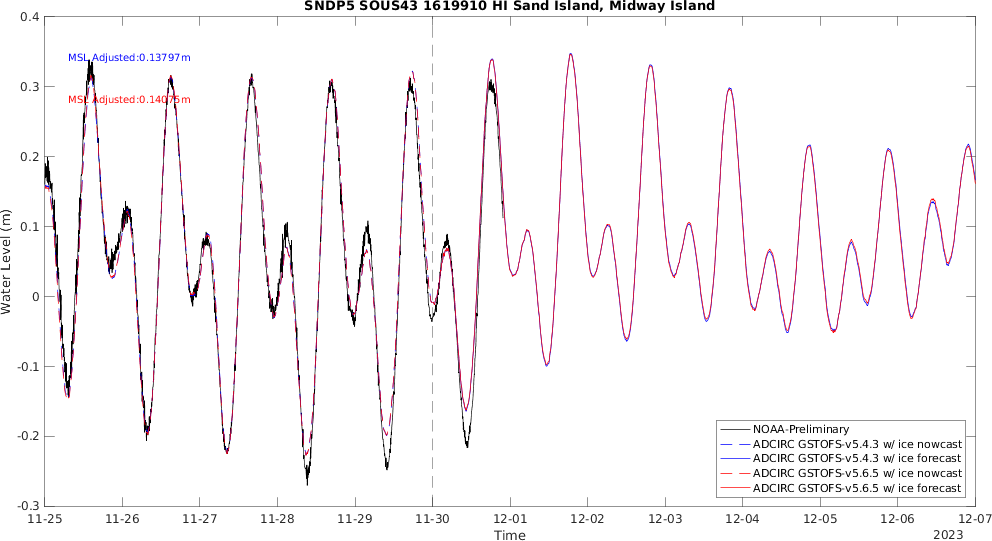 SNDP5 SOUS43 1619910 HI Sand Island, Midway Island
0.4
0.3
0.2
0.1
0
-0.1
-0.2
-0.3
Water Level (m)
MSL Adjusted:0.13797m
MSL Adjusted:0.14075m
NOAA-Preliminary
ADCIRC GSTOFS-v5.4.3 w/ ice nowcast
ADCIRC GSTOFS-v5.4.3 w/ ice forecast
ADCIRC GSTOFS-v5.6.5 w/ ice nowcast
ADCIRC GSTOFS-v5.6.5 w/ ice forecast
11-25 11-26 11-27 11-28 11-29 11-30 12-01 12-02 12-03 12-04 12-05 12-06 12-07
Time
2023